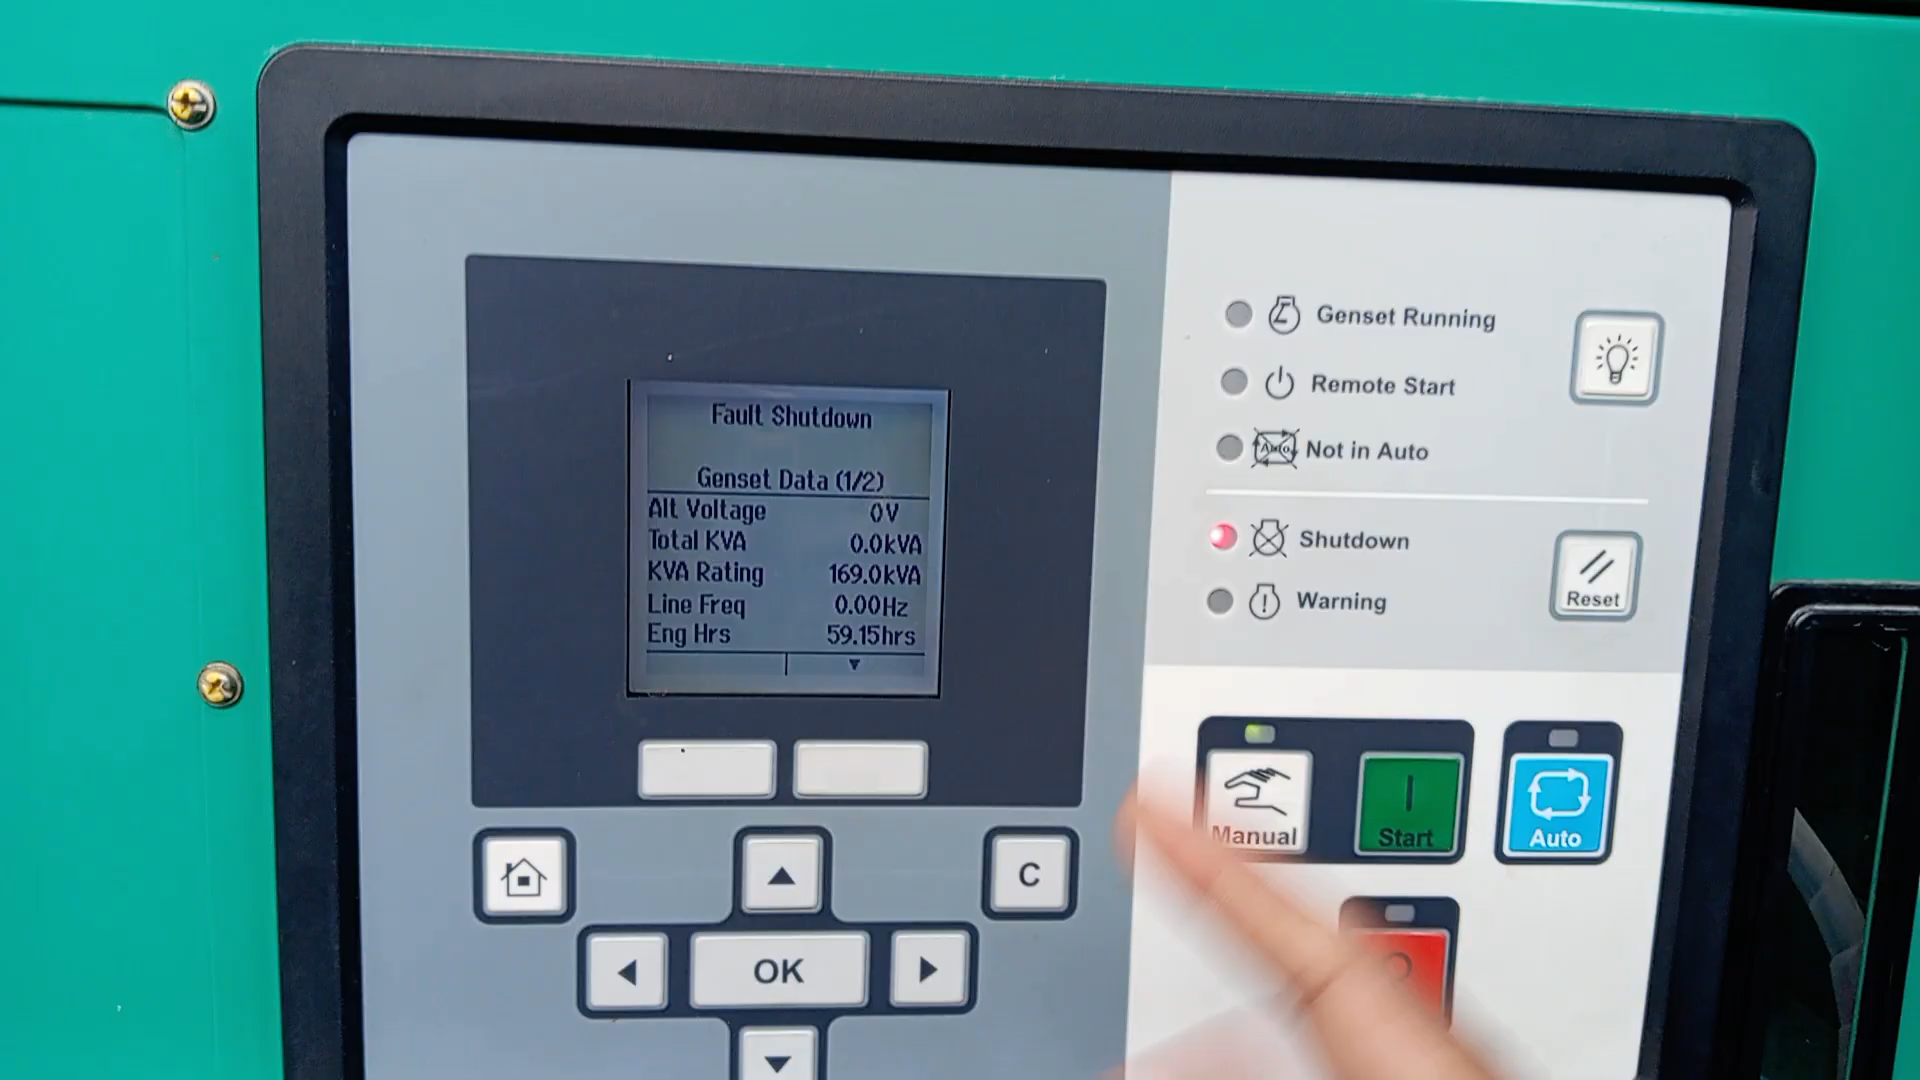 Fault Shutdown
Genset Data (1/2)
Alt Voltage 0V
Total KVA 0.0kVA
KVA Rating 169.0kVA
Line Freq 0.00Hz
Eng Hrs 59.15hrs
Genset Running
Remote Start
Auto Not in Auto
Shutdown
Warning
Reset
Manual
Start
Auto
C
OK